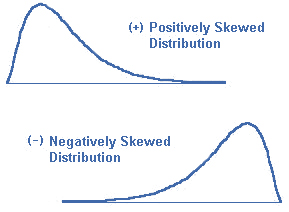 (+) Positively Skewed
Distribution
(-) Negatively Skewed
Distribution